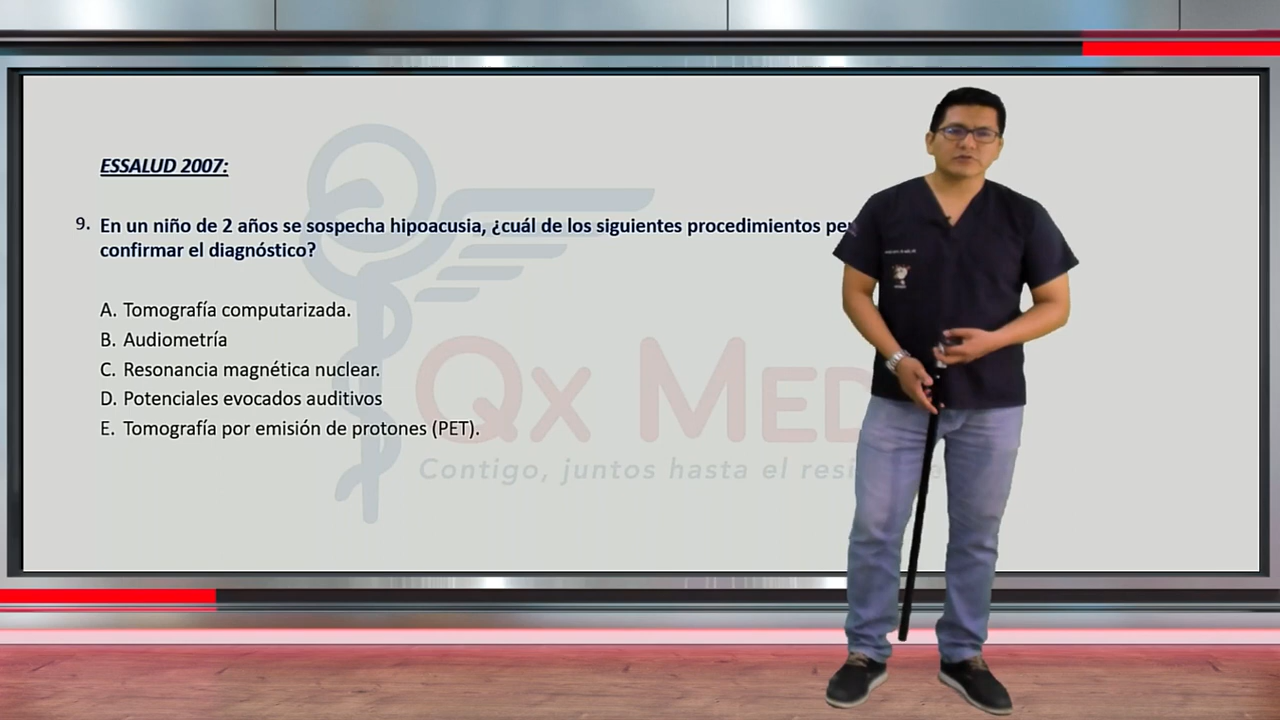 ESSALUD 2007:
9. En un niño de 2 años se sospecha hipoacusia, ¿cuál de los siguientes procedimientos
confirmar el diagnóstico?
A. Tomografía computarizada.
B. Audiometría
C. Resonancia magnética nuclear.
D. Potenciales evocados auditivos
E. Tomografía por emisión de protones (PET).
Qx MED
Contigo, juntos hasta el